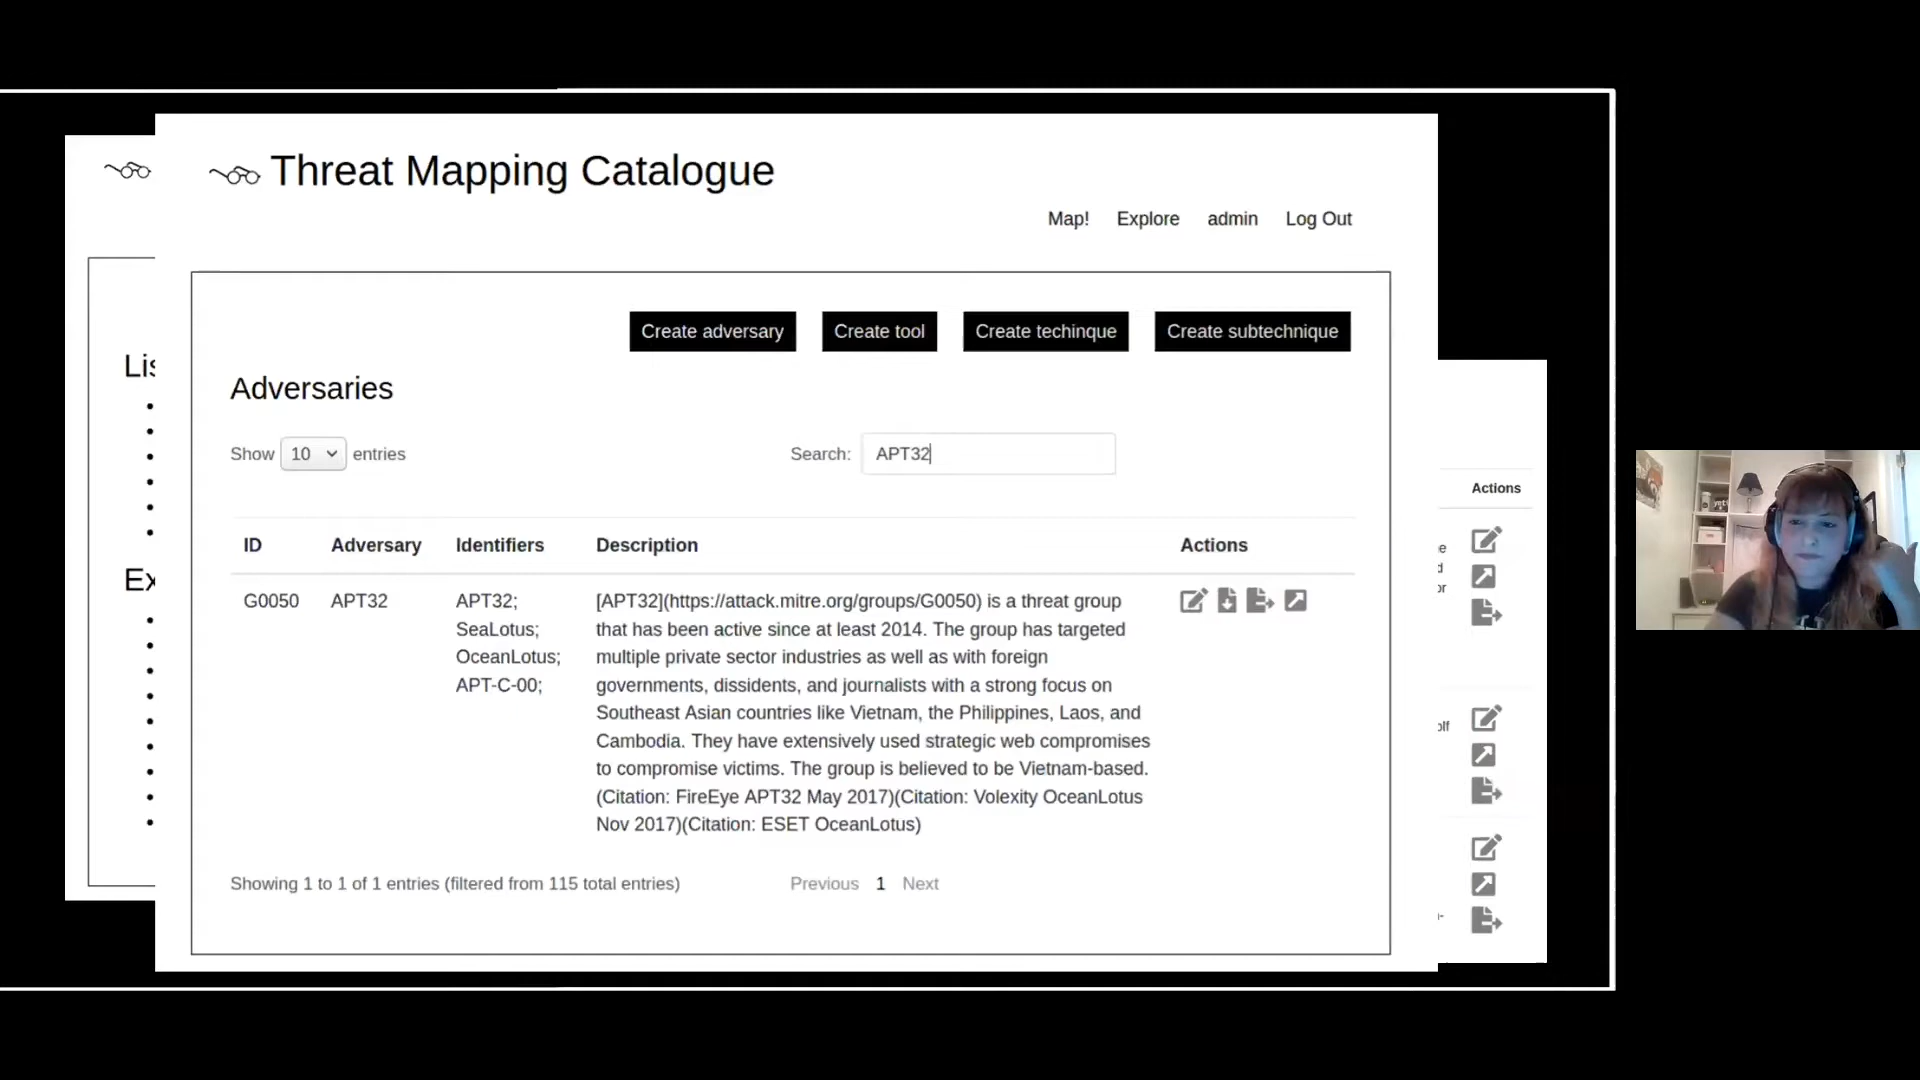 Threat Mapping Catalogue
Map! Explore admin Log Out
Create adversary Create tool Create techinque Create subtechnique
Lis
Adversaries
Show 10 entries Search: APT32
Actions
ID Adversary Identifiers Description Actions
Ex
G0050 APT32 APT32; [APT32](https://attack.mitre.org/groups/G0050) is a threat group
SeaLotus; that has been active since at least 2014. The group has targeted
OceanLotus; multiple private sector industries as well as with foreign
APT-C-00; governments, dissidents, and journalists with a strong focus on
Southeast Asian countries like Vietnam, the Philippines, Laos, and
Cambodia. They have extensively used strategic web compromises
to compromise victims. The group is believed to be Vietnam-based.
(Citation: FireEye APT32 May 2017)(Citation: Volexity OceanLotus
Nov 2017)(Citation: ESET OceanLotus)
Showing 1 to 1 of 1 entries (filtered from 115 total entries) Previous 1 Next